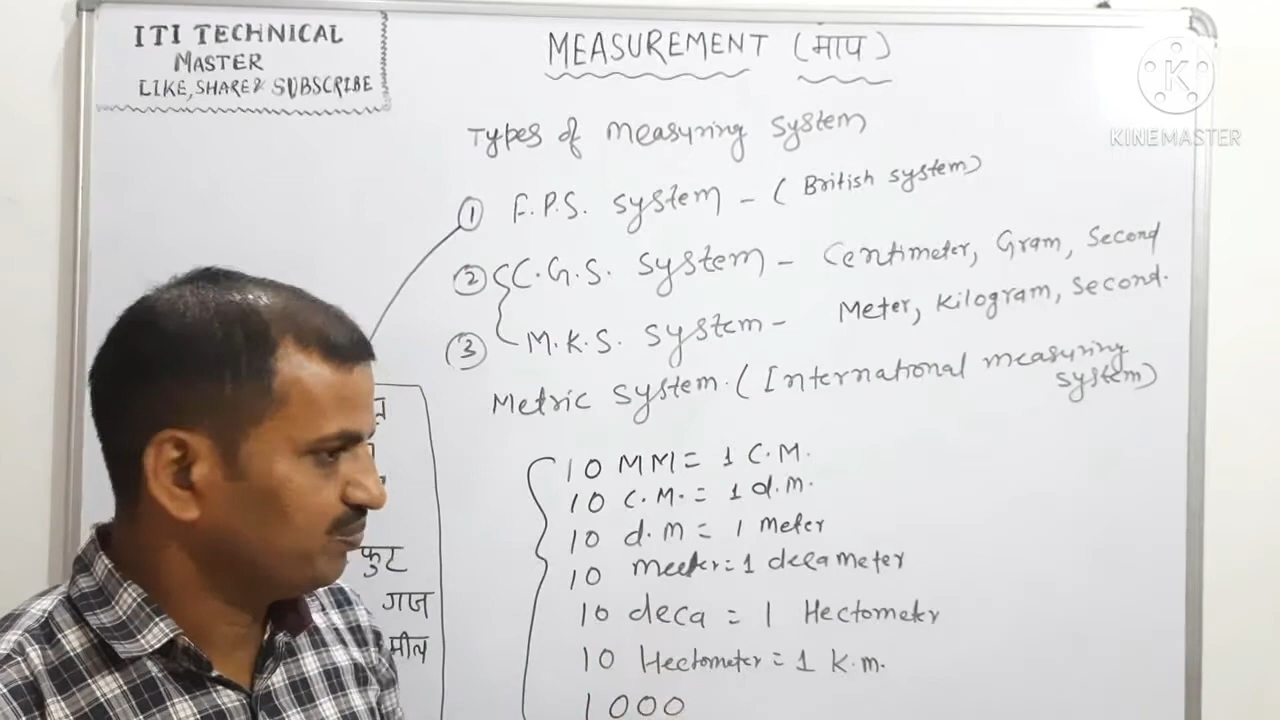 ITI TECHNICAL
MASTER
LIKE, SHARE & SUBSCRIBE
MEASUREMENT (माप)
K
KINEMASTER
Types of measuring system
① F.P.S. system - (British system)
② C.G.S. system - Centimeter, Gram, Second
③ M.K.S. system - Meter, Kilogram, Second.
Metric system. (International measuring
system)
10 MM = 1 C.M.
10 C.M. = 1 d.m.
10 d.m = 1 Meter
10 meeter = 1 decameter
10 deca = 1 Hectometer
10 Hectometer = 1 K.m.
1000
फुट
गज
मील